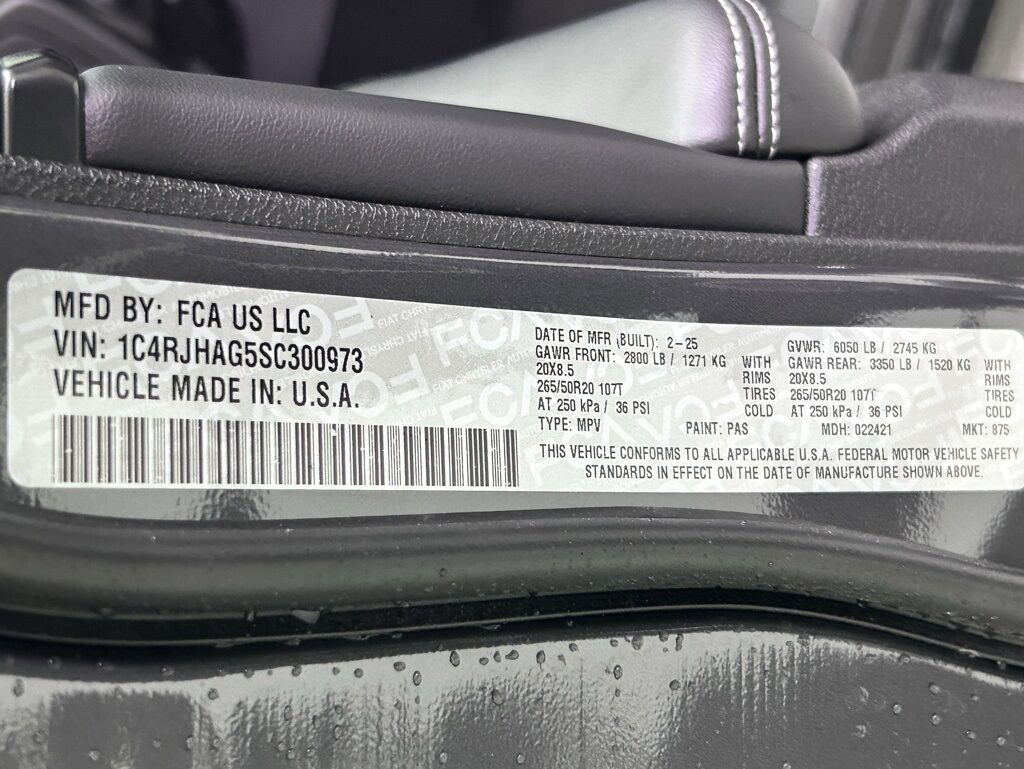 MFD BY: FCA US LLC
VIN: 1C4RJHAG5SC300973
VEHICLE MADE IN: U.S.A.
DATE OF MFR (BUILT): 2-25
GVWR: 6050 LB / 2745 KG
GAWR FRONT: 2800 LB / 1271 KG WITH
GAWR REAR: 3350 LB / 1520 KG WITH
20X8.5 RIMS
20X8.5 RIMS
265/50R20 107T TIRES
265/50R20 107T TIRES
AT 250 kPa / 36 PSI COLD
AT 250 kPa / 36 PSI COLD
TYPE: MPV PAINT: PAS MDH: 022421 MKT: 875
THIS VEHICLE CONFORMS TO ALL APPLICABLE U.S.A. FEDERAL MOTOR VEHICLE SAFETY
STANDARDS IN EFFECT ON THE DATE OF MANUFACTURE SHOWN ABOVE.